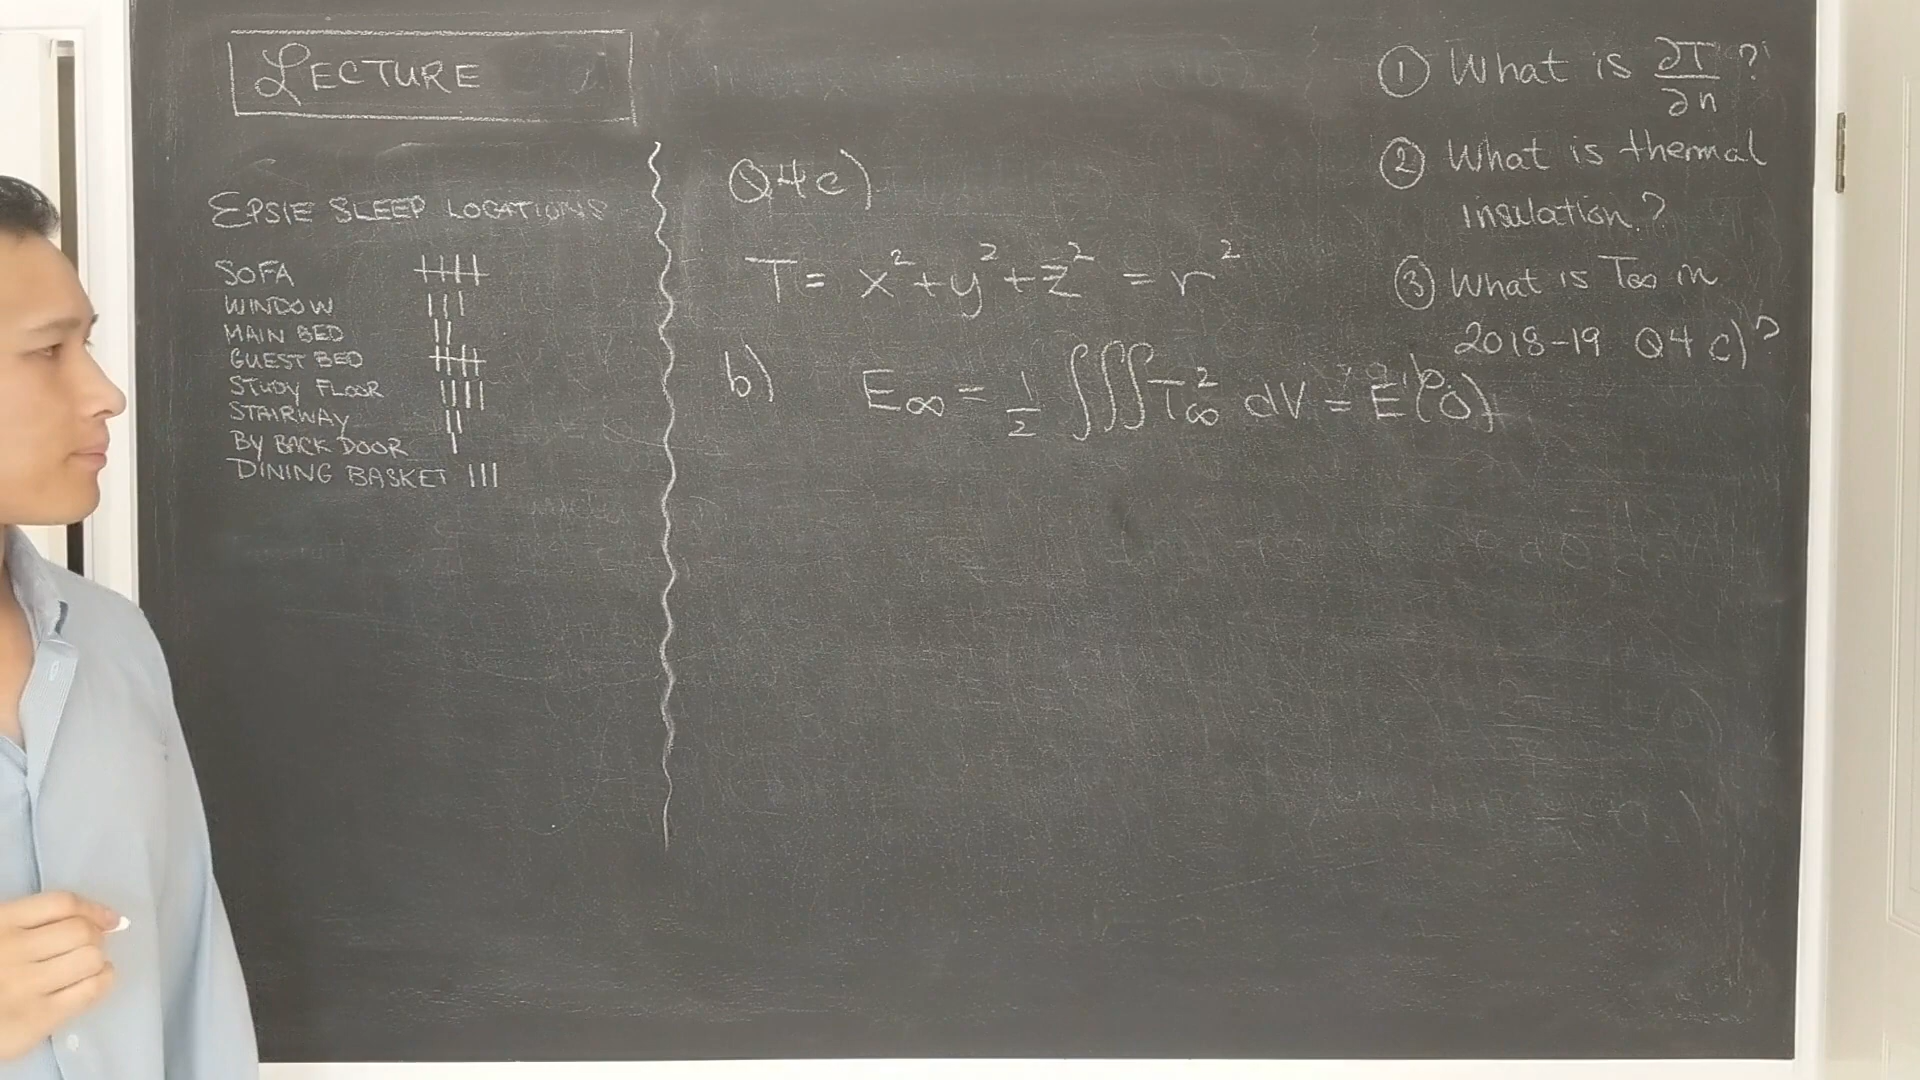 LECTURE
EPSIE SLEEP LOCATIONS
SOFA ||||
WINDOW |||
MAIN BED ||
GUEST BED ||||
STUDY FLOOR ||||
STAIRWAY ||
BY BACK DOOR |
DINING BASKET |||
Q4c)
T = x² + y² + z² = r²
b) E∞ = 1/2 ∭ T∞² dV = E(0)
① What is ∂T/∂n ?
② What is thermal
insulation?
③ What is T∞ in
2018-19 Q4 c)?